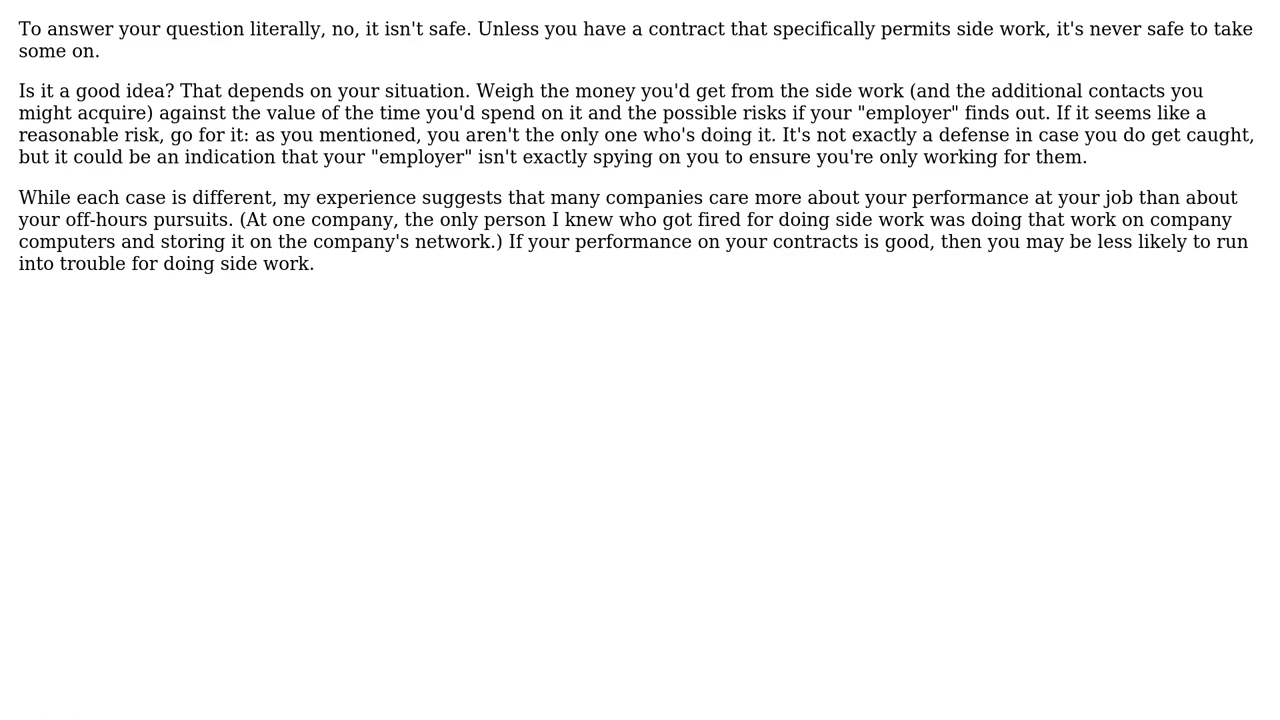 To answer your question literally, no, it isn't safe. Unless you have a contract that specifically permits side work, it's never safe to take
some on.
Is it a good idea? That depends on your situation. Weigh the money you'd get from the side work (and the additional contacts you
might acquire) against the value of the time you'd spend on it and the possible risks if your "employer" finds out. If it seems like a
reasonable risk, go for it: as you mentioned, you aren't the only one who's doing it. It's not exactly a defense in case you do get caught,
but it could be an indication that your "employer" isn't exactly spying on you to ensure you're only working for them.
While each case is different, my experience suggests that many companies care more about your performance at your job than about
your off-hours pursuits. (At one company, the only person I knew who got fired for doing side work was doing that work on company
computers and storing it on the company's network.) If your performance on your contracts is good, then you may be less likely to run
into trouble for doing side work.